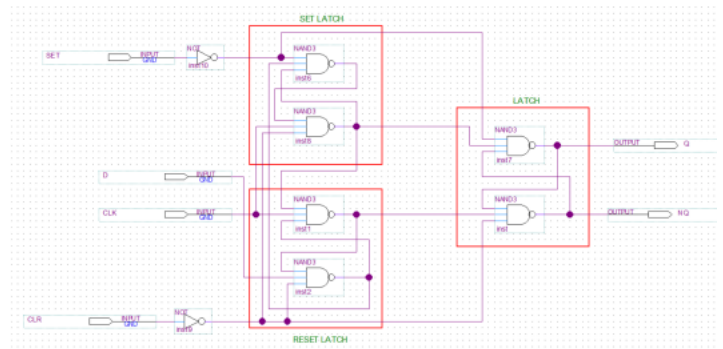 SET LATCH
SET
INPUT
GND
NOT
inst10
NAND3
inst6
NAND3
LATCH
NAND3
inst7
OUTPUT
Q
D
INPUT
GND
CLK
INPUT
GND
NAND3
inst1
NAND3
inst
OUTPUT
NQ
NAND3
inst2
CLR
INPUT
GND
NOT
inst9
RESET LATCH